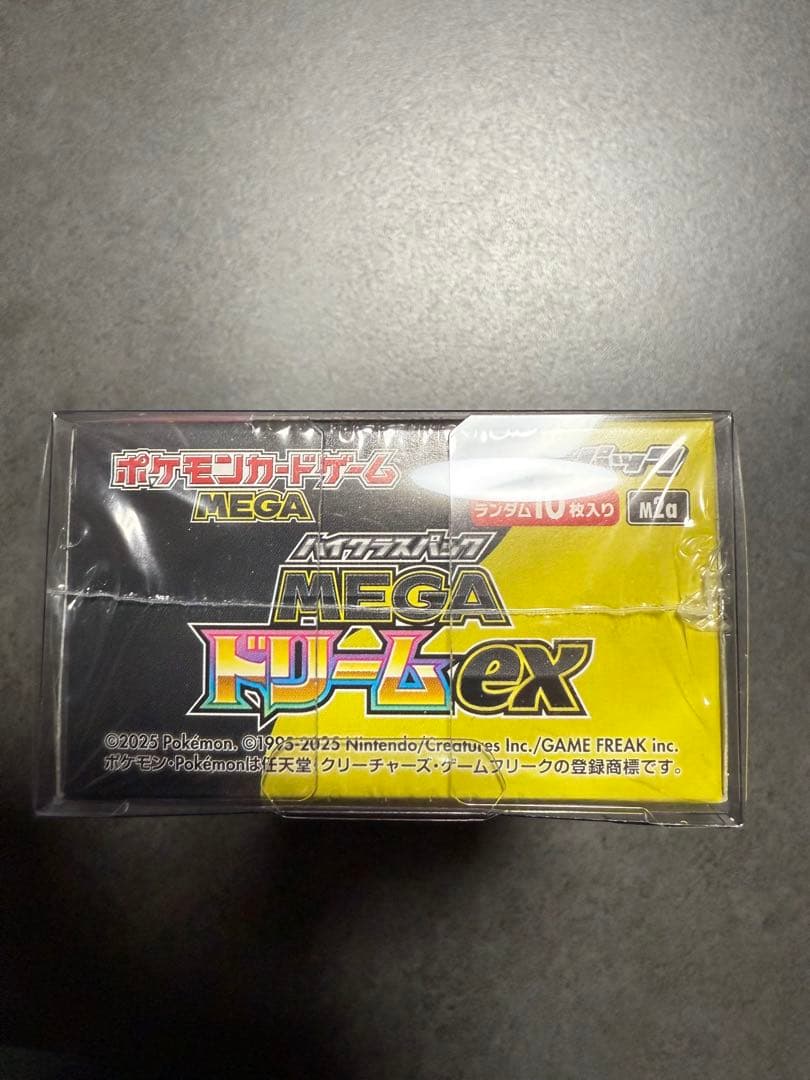 ポケモンカードゲーム
MEGA
パック
ランダム10枚入り
M2a
ハイクラスパック
MEGA
ドリームex
©2025 Pokémon. ©1995-2025 Nintendo/Creatures Inc./GAME FREAK inc.
ポケモン・Pokémonは任天堂・クリーチャーズ・ゲームフリークの登録商標です。